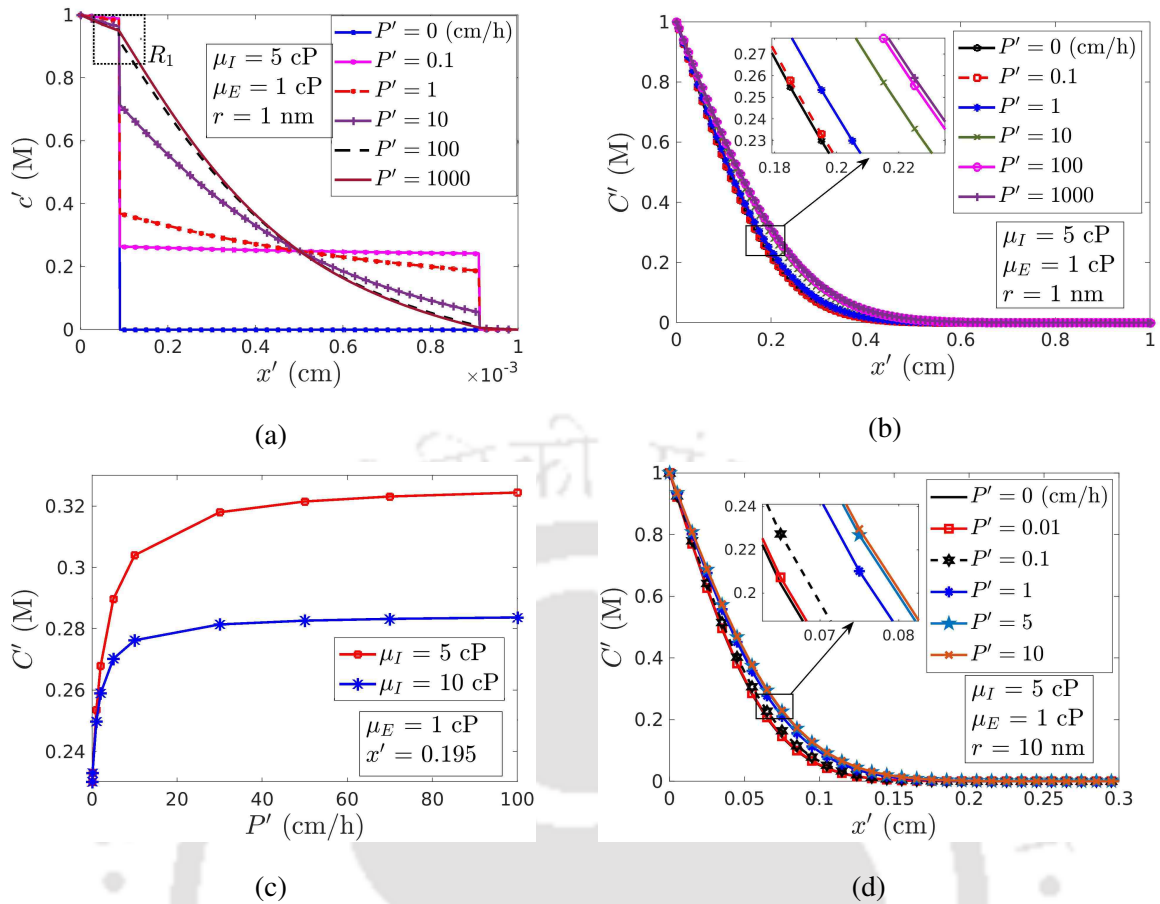 c′ (M)
1
0.8
0.6
0.4
0.2
0
R₁
μ_I = 5 cP
μ_E = 1 cP
r = 1 nm
P′ = 0 (cm/h)
P′ = 0.1
P′ = 1
P′ = 10
P′ = 100
P′ = 1000
0 0.2 0.4 0.6 0.8 1
x′ (cm) ×10⁻³
(a)
C′ (M)
1
0.8
0.6
0.4
0.2
0
0.27
0.26
0.25
0.24
0.23
0.18 0.2 0.22
P′ = 0 (cm/h)
P′ = 0.1
P′ = 1
P′ = 10
P′ = 100
P′ = 1000
μ_I = 5 cP
μ_E = 1 cP
r = 1 nm
0 0.2 0.4 0.6 0.8 1
x′ (cm)
(b)
C′ (M)
0.32
0.3
0.28
0.26
0.24
μ_I = 5 cP
μ_I = 10 cP
μ_E = 1 cP
x′ = 0.195
0 20 40 60 80 100
P′ (cm/h)
(c)
C′ (M)
1
0.8
0.6
0.4
0.2
0
0.24
0.22
0.2
0.07 0.08
P′ = 0 (cm/h)
P′ = 0.01
P′ = 0.1
P′ = 1
P′ = 5
P′ = 10
μ_I = 5 cP
μ_E = 1 cP
r = 10 nm
0 0.05 0.1 0.15 0.2 0.25 0.3
x′ (cm)
(d)